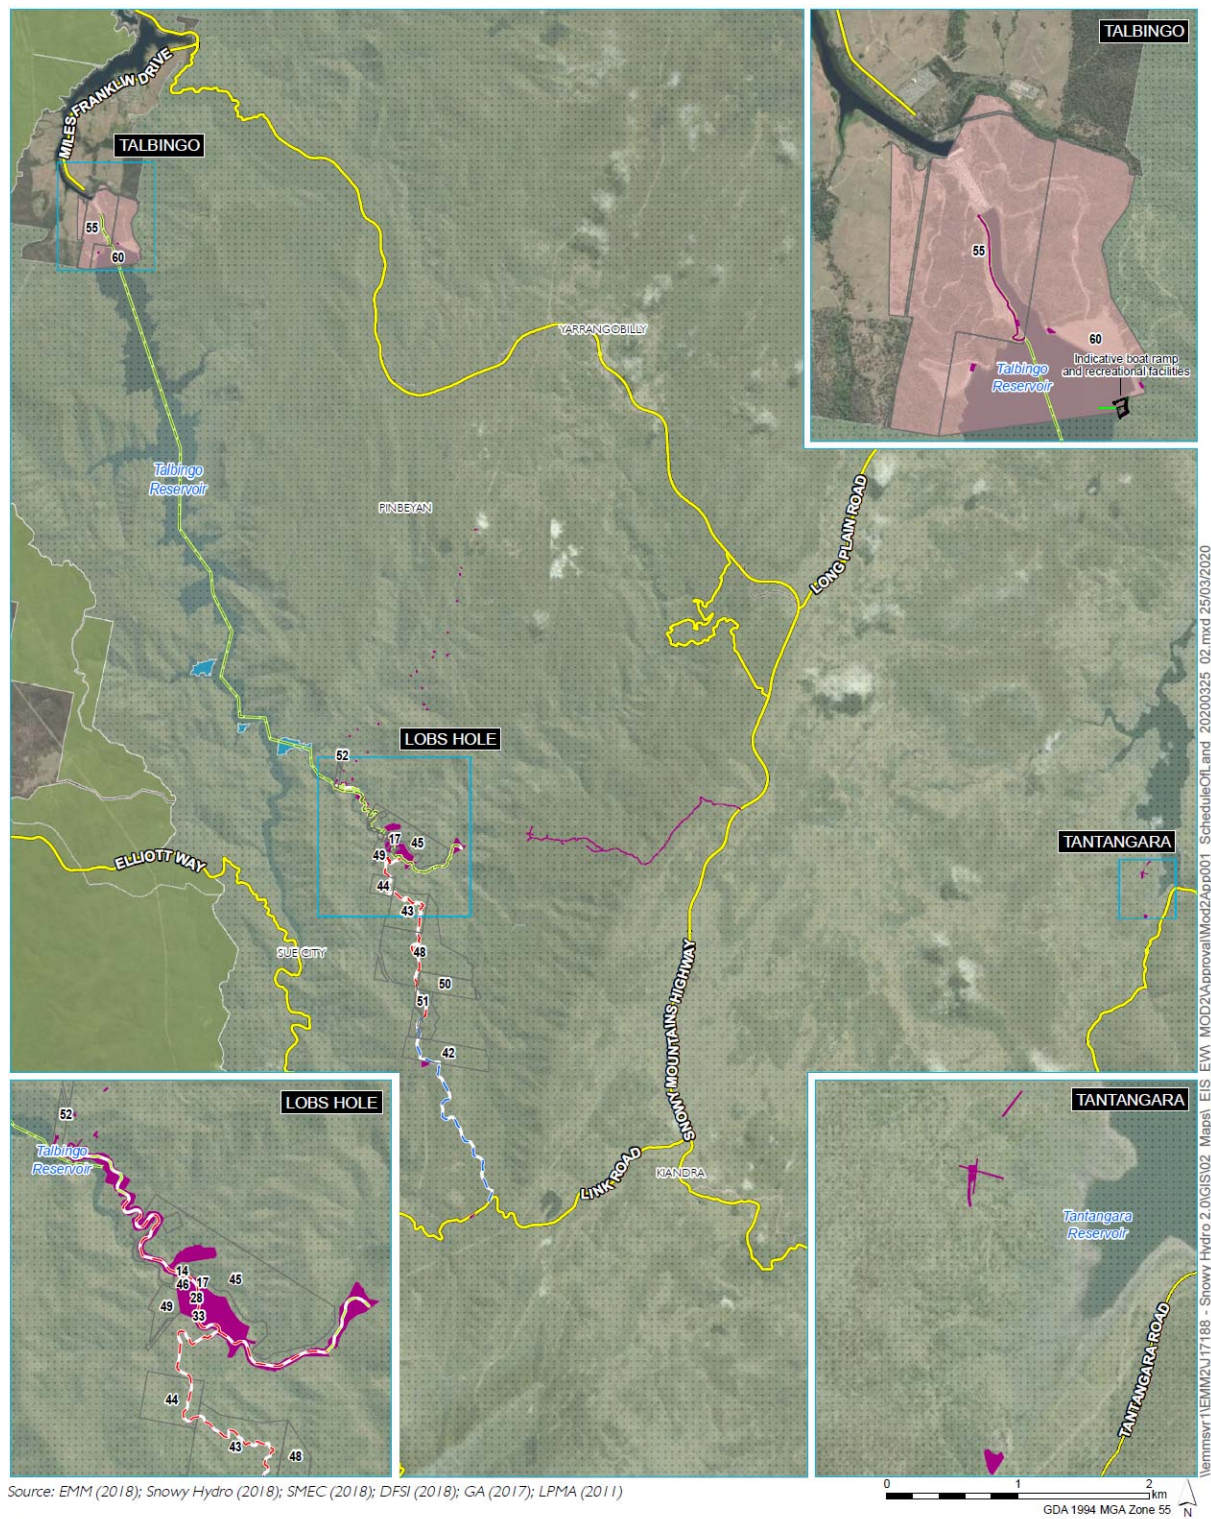 TALBINGO
MILES FRANKLIN DRIVE
TALBINGO
55
60
55
60
Indicative boat ramp
and recreational facilities
Talbingo
Reservoir
YARRANGOBILLY
Talbingo
Reservoir
PINBEYAN
LONG PLAIN ROAD
LOBS HOLE
52
17
45
49
44
43
48
50
51
42
ELLIOTT WAY
SUE CITY
TANTANGARA
SNOWY MOUNTAINS HIGHWAY
LINK ROAD
KIANDRA
LOBS HOLE
52
Talbingo
Reservoir
14
46
17
45
28
49
33
44
43
48
TANTANGARA
Tantangara
Reservoir
TANTANGARA ROAD
\\emmsvr1\EMM2\J17188 - Snowy Hydro 2.0\GIS\02_Maps\_EIS_EW\_MOD2\Approval\Mod2App001_ScheduleOfLand_20200325_02.mxd 25/03/2020
Source: EMM (2018); Snowy Hydro (2018); SMEC (2018); DFSI (2018); GA (2017); LPMA (2011)
0 1 2
km
GDA 1994 MGA Zone 55
N